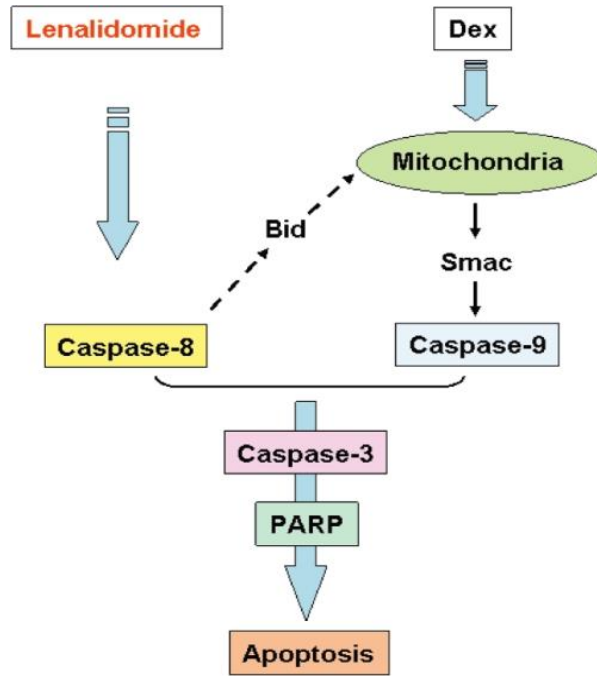 Lenalidomide
Dex
Mitochondria
Bid
Smac
Caspase-8
Caspase-9
Caspase-3
PARP
Apoptosis